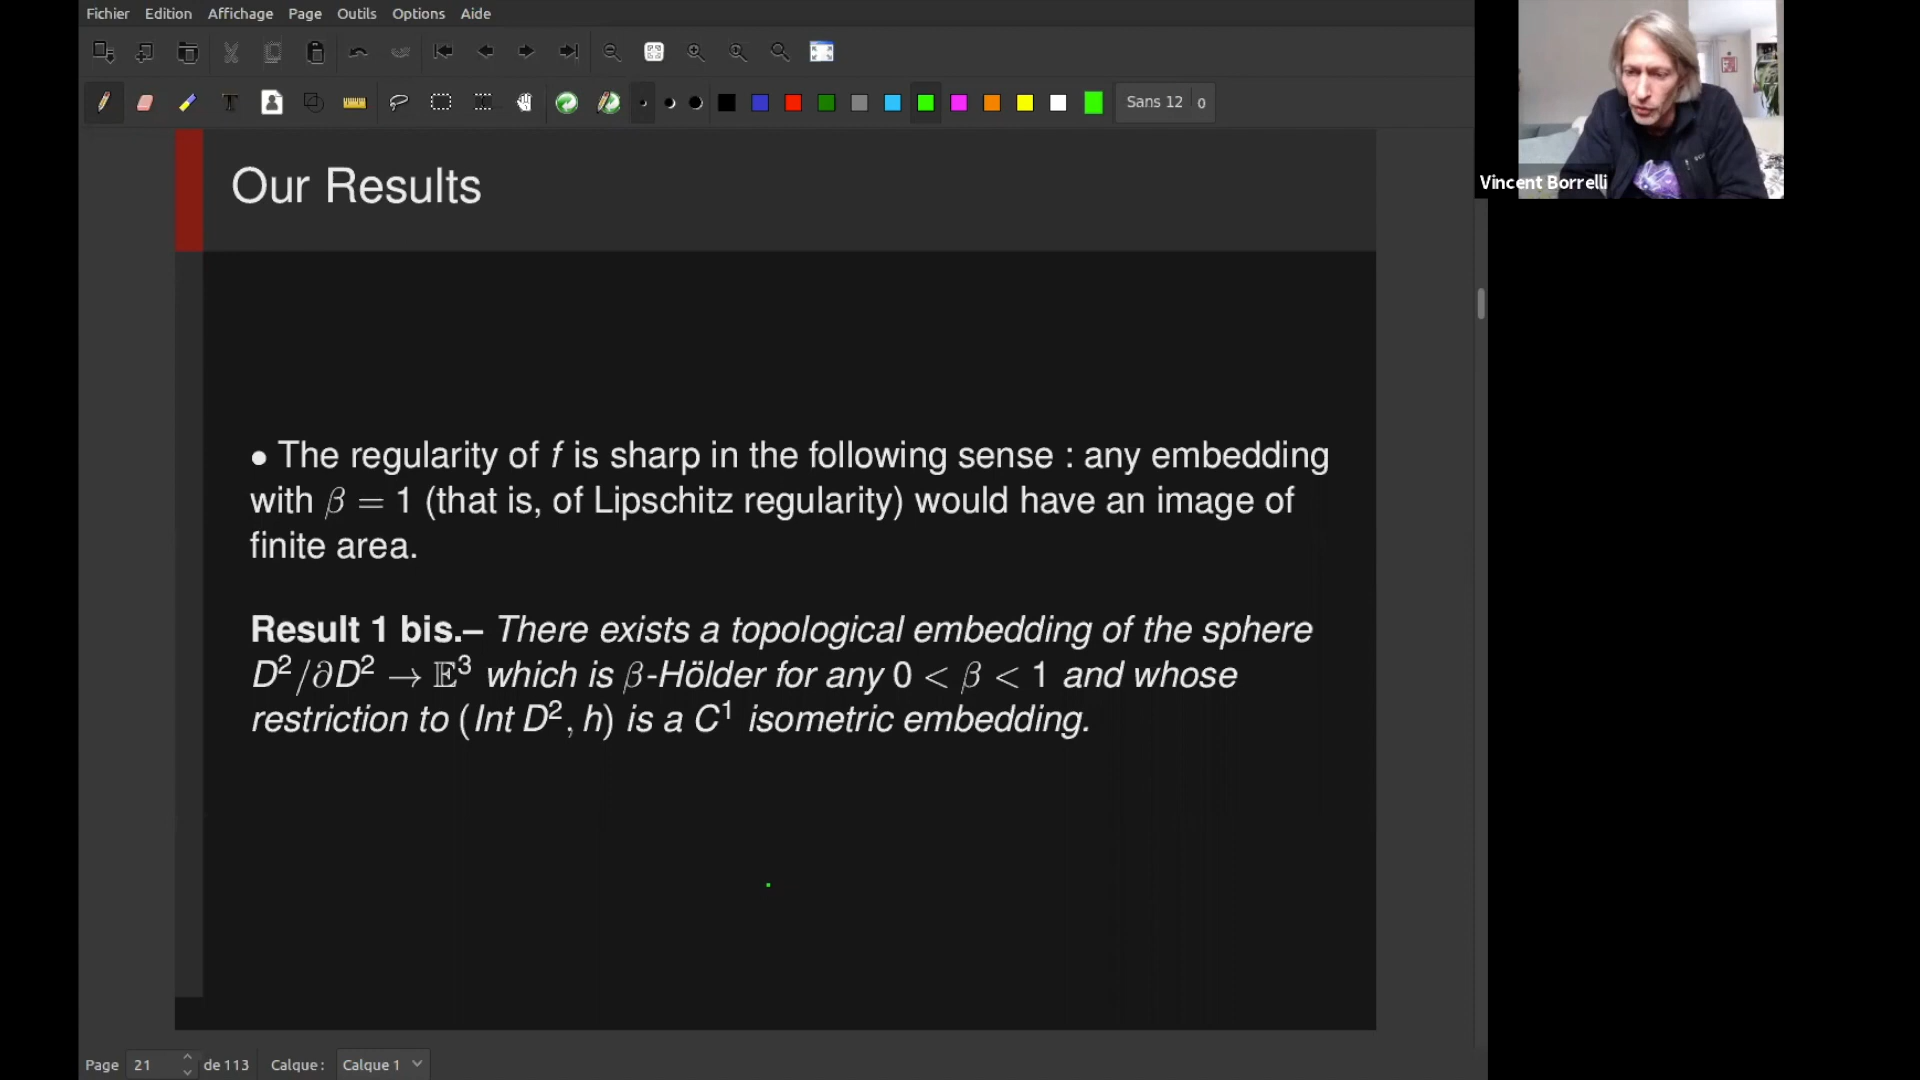 Fichier Edition Affichage Page Outils Options Aide
Sans 12 0
Vincent Borrelli
Our Results
• The regularity of f is sharp in the following sense : any embedding
with β = 1 (that is, of Lipschitz regularity) would have an image of
finite area.
Result 1 bis.– There exists a topological embedding of the sphere
D²/∂D² → 𝔼³ which is β-Hölder for any 0 < β < 1 and whose
restriction to (Int D², h) is a C¹ isometric embedding.
Page 21 de 113 Calque : Calque 1